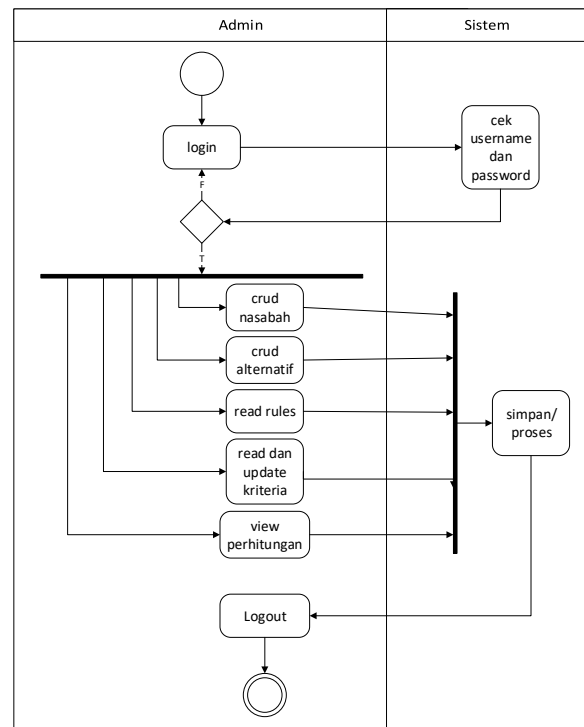 Admin
Sistem
login
cek
username
dan
password
F
T
crud
nasabah
crud
alternatif
read rules
read dan
update
kriteria
view
perhitungan
simpan/
proses
Logout